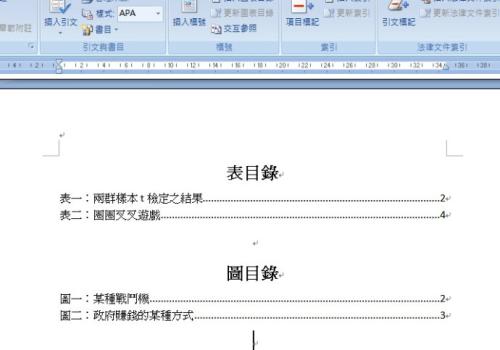 插入引文
樣式: APA
書目
引文與書目
插入標號
更新圖表目錄
交互參照
標號
項目標記
更新索引
索引
引文標記
更新法律文件索引
法律文件索引
表目錄
表一：兩群樣本 t 檢定之結果..........2
表二：圈圈叉叉遊戲..........4
圖目錄
圖一：某種戰鬥機..........2
圖二：政府賺錢的某種方式..........3